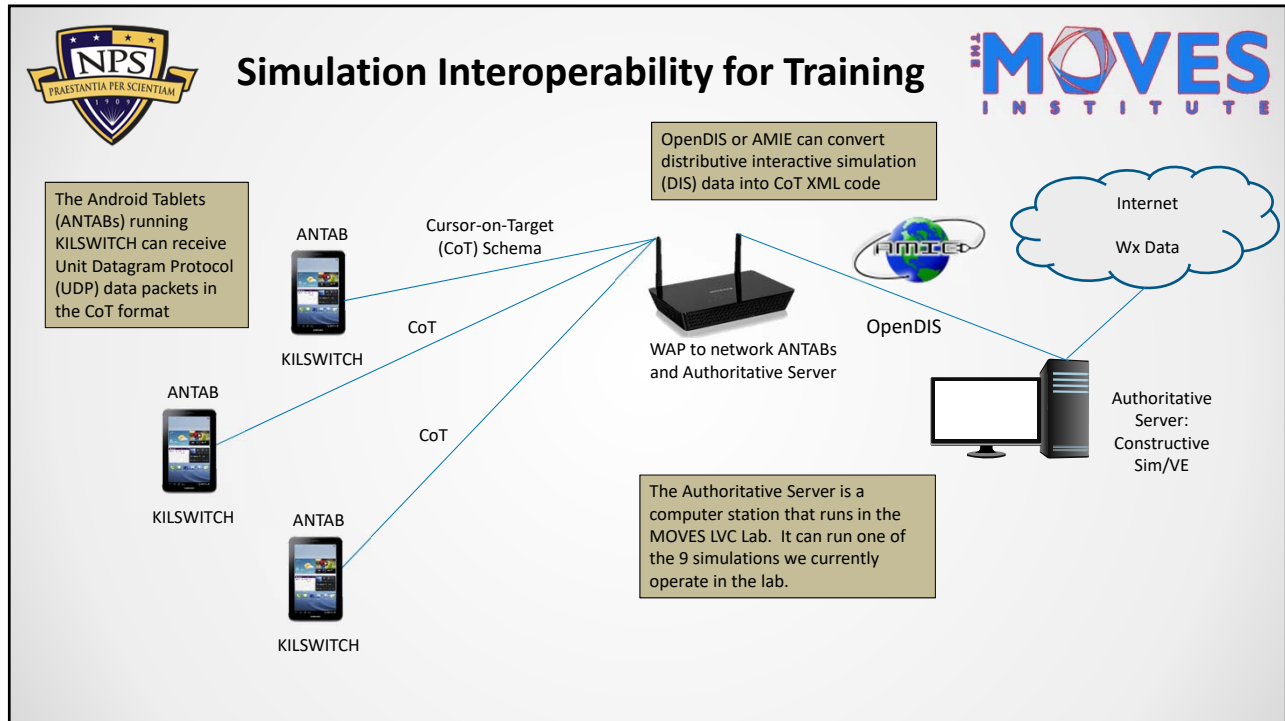 NPS
PRAESTANTIA PER SCIENTIAM
1909
Simulation Interoperability for Training
THE MOVES
INSTITUTE
OpenDIS or AMIE can convert
distributive interactive simulation
(DIS) data into CoT XML code
The Android Tablets
(ANTABs) running
KILSWITCH can receive
Unit Datagram Protocol
(UDP) data packets in
the CoT format
ANTAB
KILSWITCH
Cursor-on-Target
(CoT) Schema
AMIE
Internet
Wx Data
CoT
OpenDIS
WAP to network ANTABs
and Authoritative Server
ANTAB
KILSWITCH
CoT
Authoritative
Server:
Constructive
Sim/VE
ANTAB
KILSWITCH
The Authoritative Server is a
computer station that runs in the
MOVES LVC Lab. It can run one of
the 9 simulations we currently
operate in the lab.